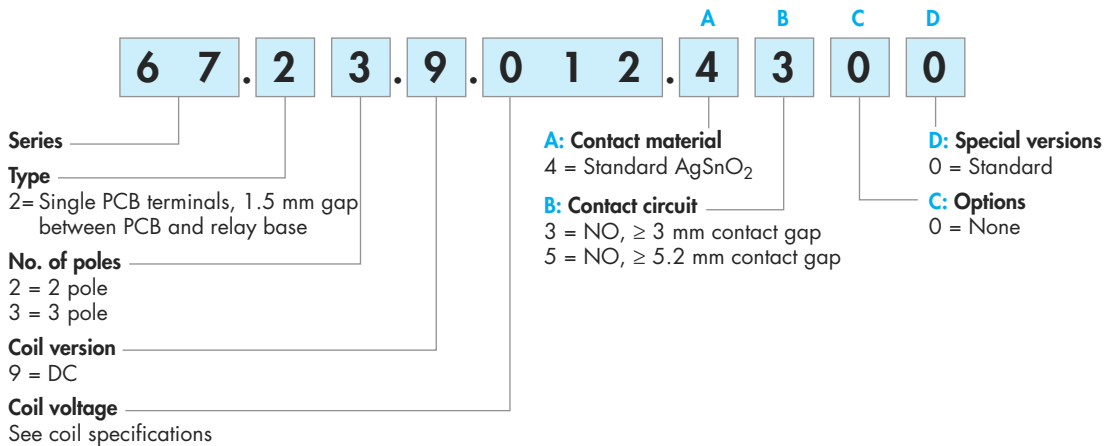 A B C D
6 7 . 2 3 . 9 . 0 1 2 . 4 3 0 0
Series
Type
2= Single PCB terminals, 1.5 mm gap
between PCB and relay base
No. of poles
2 = 2 pole
3 = 3 pole
Coil version
9 = DC
Coil voltage
See coil specifications
A: Contact material
4 = Standard AgSnO₂
B: Contact circuit
3 = NO, ≥ 3 mm contact gap
5 = NO, ≥ 5.2 mm contact gap
D: Special versions
0 = Standard
C: Options
0 = None